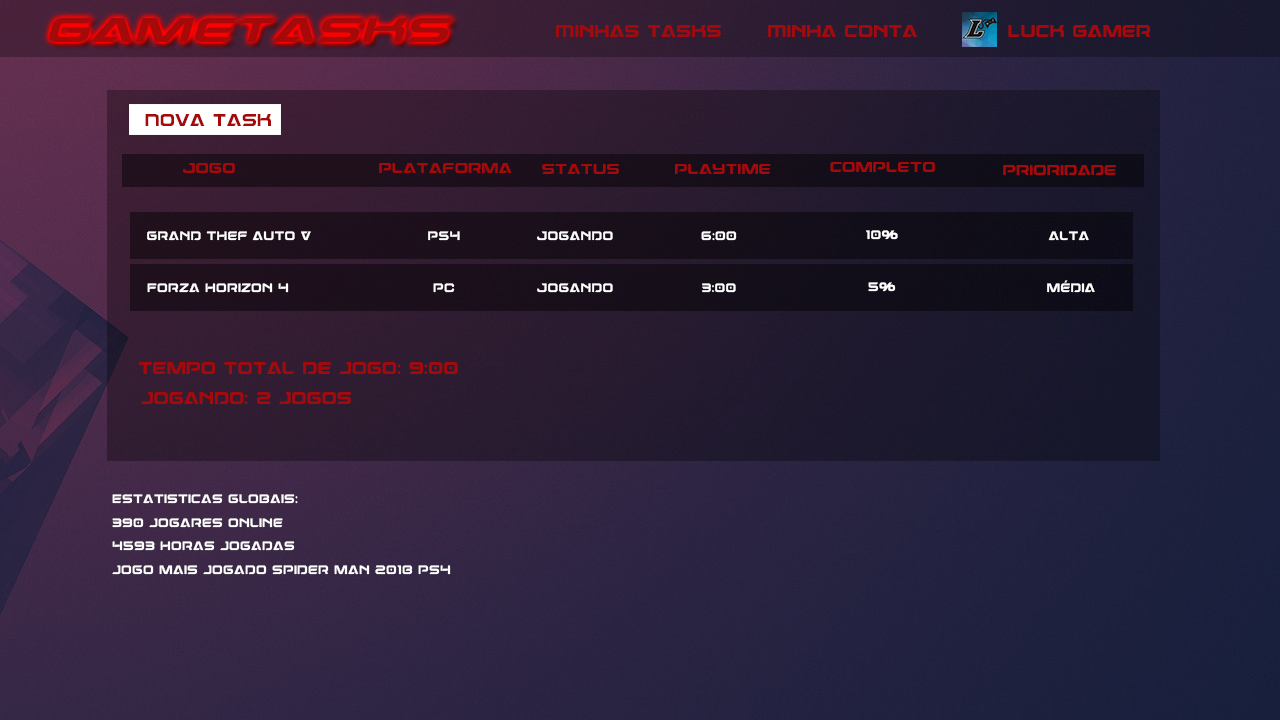 GAMETASKS MINHAS TASKS MINHA CONTA L LUCK GAMER
NOVA TASK
JOGO PLATAFORMA STATUS PLAYTIME COMPLETO PRIORIDADE
GRAND THEF AUTO V PS4 JOGANDO 6:00 10% ALTA
FORZA HORIZON 4 PC JOGANDO 3:00 5% MÉDIA
TEMPO TOTAL DE JOGO: 9:00
JOGANDO: 2 JOGOS
ESTATISTICAS GLOBAIS:
390 JOGARES ONLINE
4593 HORAS JOGADAS
JOGO MAIS JOGADO SPIDER MAN 2018 PS4